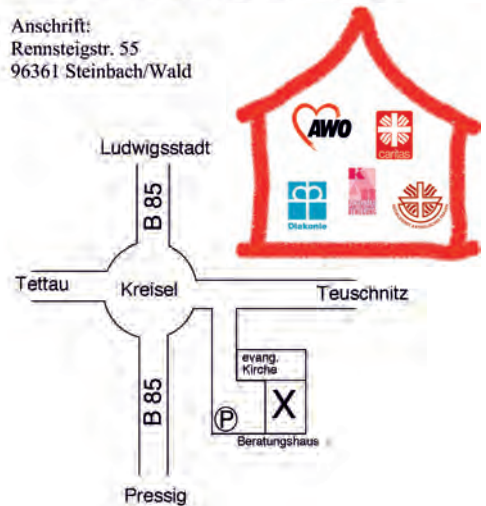 Anschrift:
Rennsteigstr. 55
96361 Steinbach/Wald
AWO
caritas
Diakonie
Ludwigsstadt
B 85
Tettau
Kreisel
Teuschnitz
evang.
Kirche
X
P
Beratungshaus
B 85
Pressig